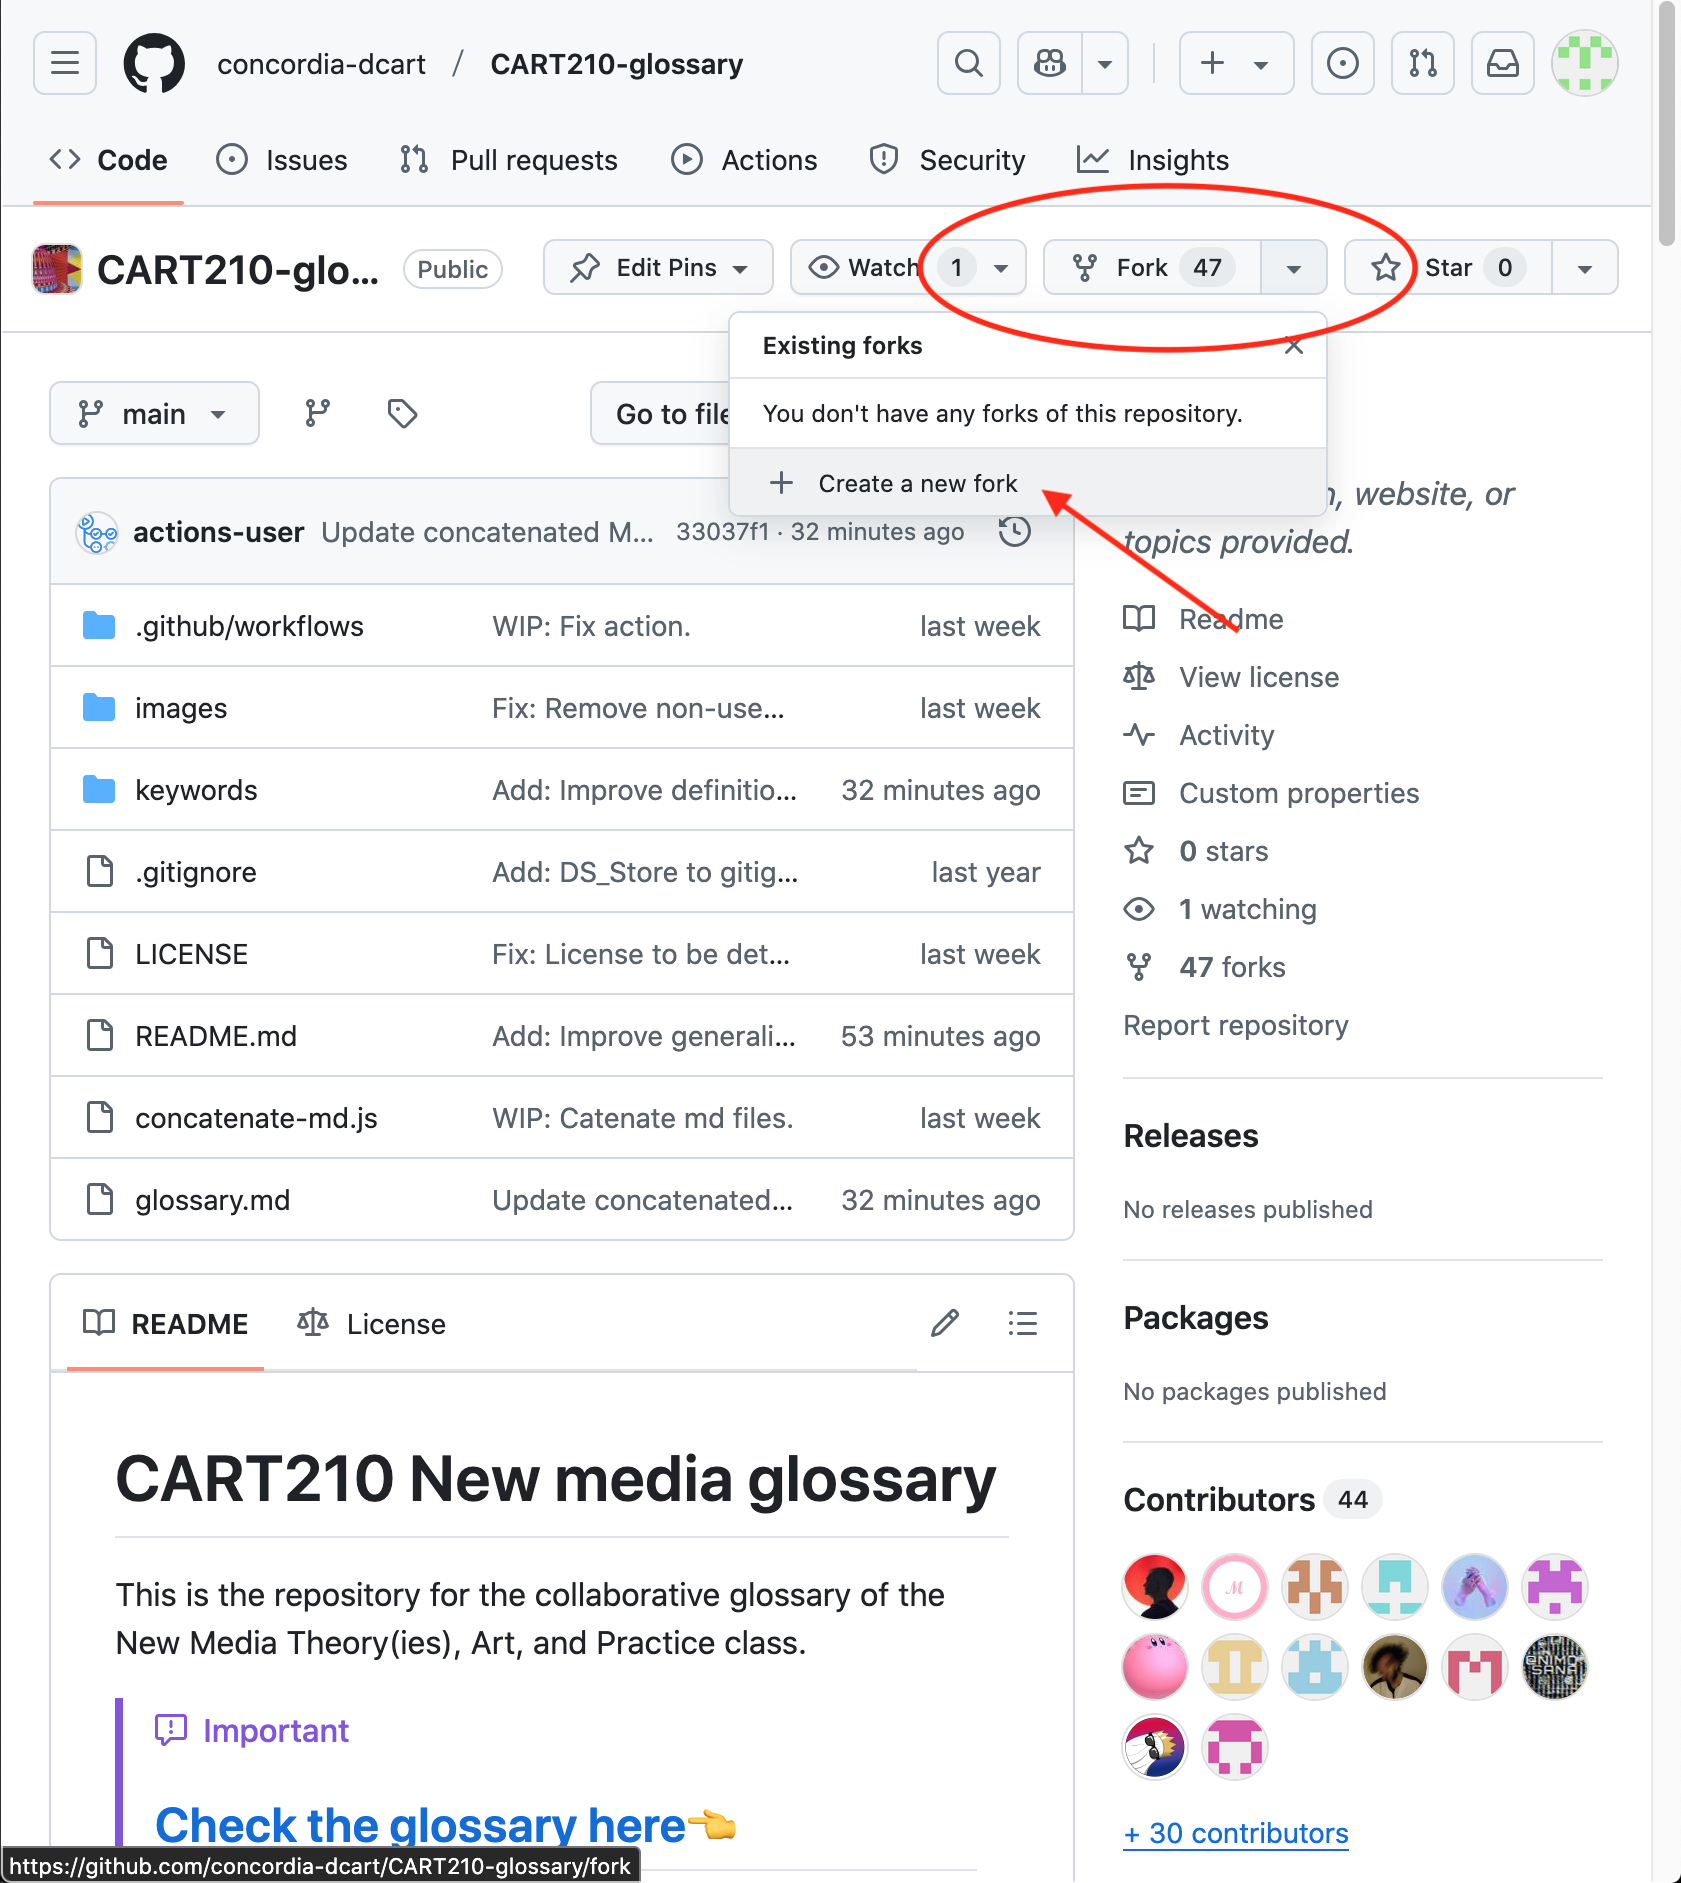 concordia-dcart / CART210-glossary
Code Issues Pull requests Actions Security Insights
CART210-glo... Public Edit Pins Watch 1 Fork 47 Star 0
Existing forks
You don't have any forks of this repository.
Create a new fork
main Go to file
, website, or
topics provided.
actions-user Update concatenated M... 33037f1 · 32 minutes ago
.github/workflows WIP: Fix action. last week
images Fix: Remove non-use... last week
keywords Add: Improve definitio... 32 minutes ago
.gitignore Add: DS_Store to gitig... last year
LICENSE Fix: License to be det... last week
README.md Add: Improve generali... 53 minutes ago
concatenate-md.js WIP: Catenate md files. last week
glossary.md Update concatenated... 32 minutes ago
Readme
View license
Activity
Custom properties
0 stars
1 watching
47 forks
Report repository
Releases
No releases published
Packages
No packages published
Contributors 44
M
ENIMO
SANA
+ 30 contributors
README License
CART210 New media glossary
This is the repository for the collaborative glossary of the
New Media Theory(ies), Art, and Practice class.
Important
Check the glossary here👈
https://github.com/concordia-dcart/CART210-glossary/fork